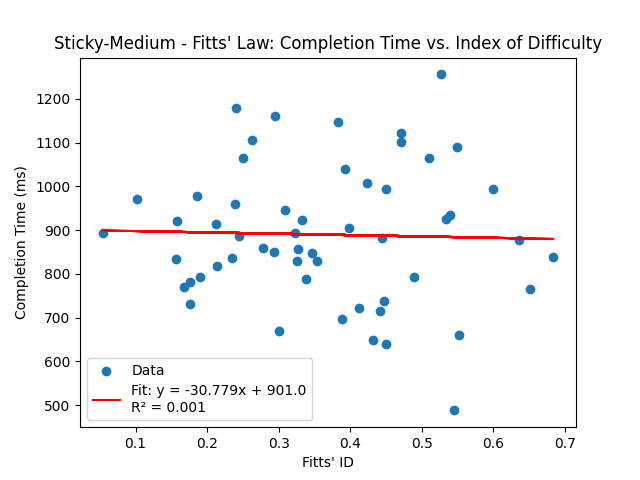 Sticky-Medium - Fitts' Law: Completion Time vs. Index of Difficulty
Completion Time (ms)
1200
1100
1000
900
800
700
600
500
Data
Fit: y = -30.779x + 901.0
R² = 0.001
0.1 0.2 0.3 0.4 0.5 0.6 0.7
Fitts' ID